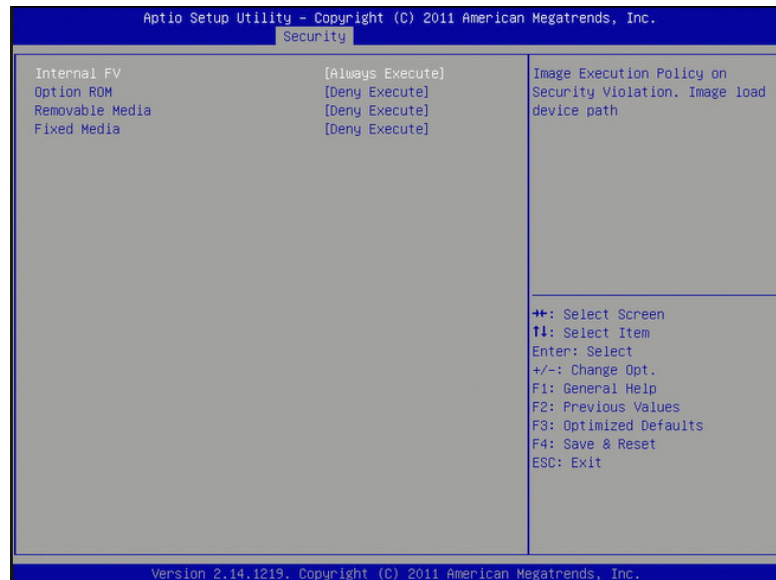 Aptio Setup Utility – Copyright (C) 2011 American Megatrends, Inc.
Security
Internal FV [Always Execute]
Option ROM [Deny Execute]
Removable Media [Deny Execute]
Fixed Media [Deny Execute]
Image Execution Policy on
Security Violation. Image load
device path
→←: Select Screen
↑↓: Select Item
Enter: Select
+/-: Change Opt.
F1: General Help
F2: Previous Values
F3: Optimized Defaults
F4: Save & Reset
ESC: Exit
Version 2.14.1219. Copyright (C) 2011 American Megatrends, Inc.